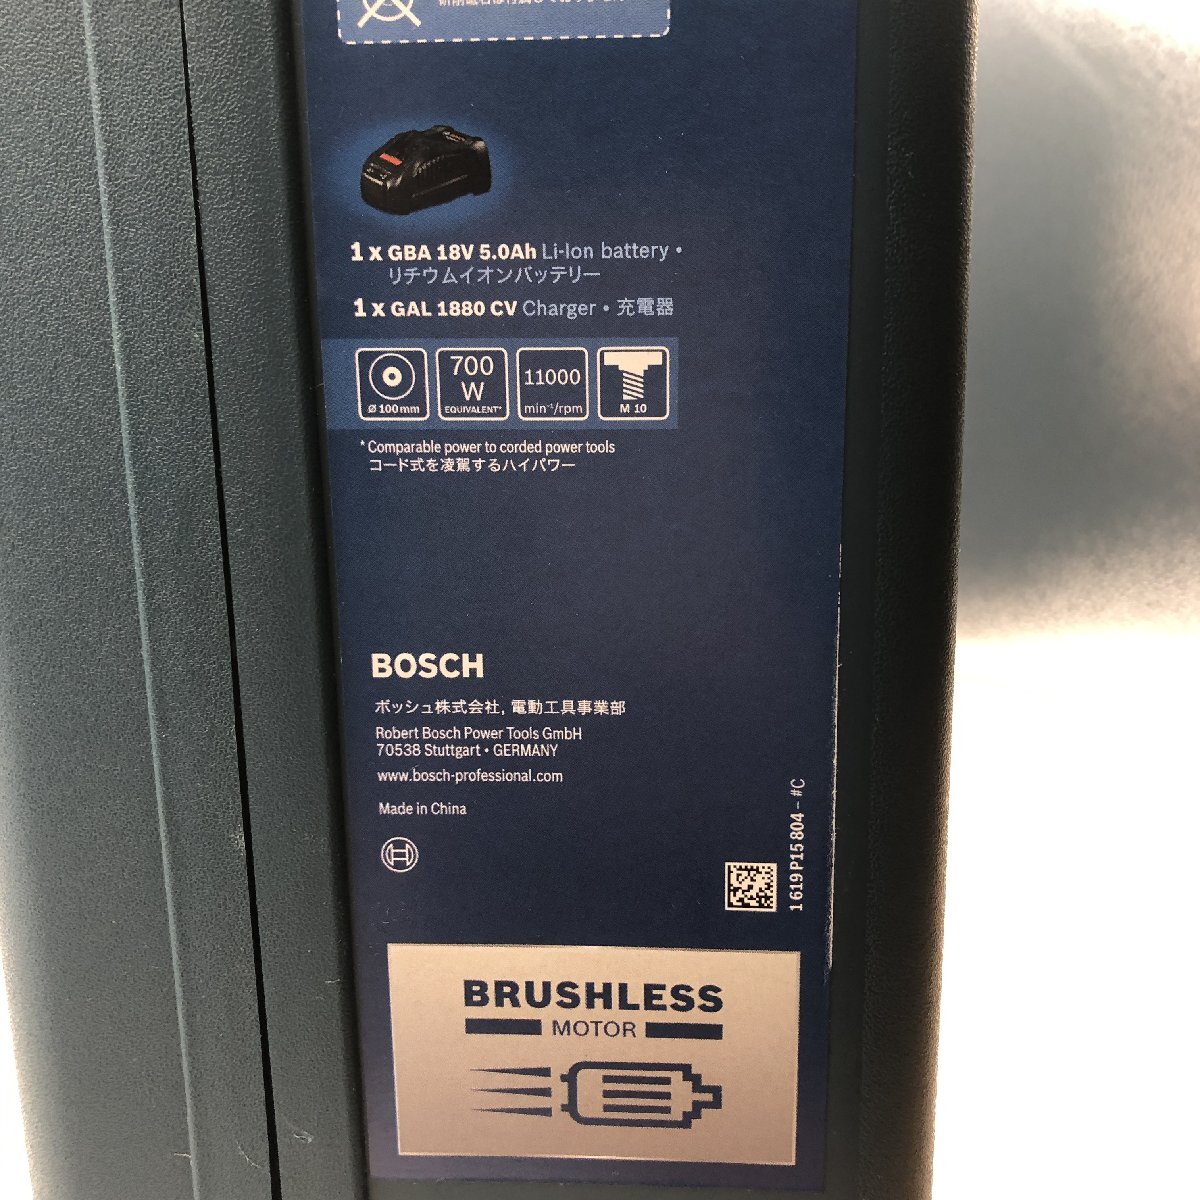 1 x GBA 18V 5.0Ah Li-Ion battery •
リチウムイオンバッテリー
1 x GAL 1880 CV Charger • 充電器
Ø 100 mm
700
W
EQUIVALENT*
11000
min⁻¹/rpm
M 10
* Comparable power to corded power tools
コード式を凌駕するハイパワー
BOSCH
ボッシュ株式会社, 電動工具事業部
Robert Bosch Power Tools GmbH
70538 Stuttgart • GERMANY
www.bosch-professional.com
Made in China
1 619 P15 804 – #C
BRUSHLESS
MOTOR